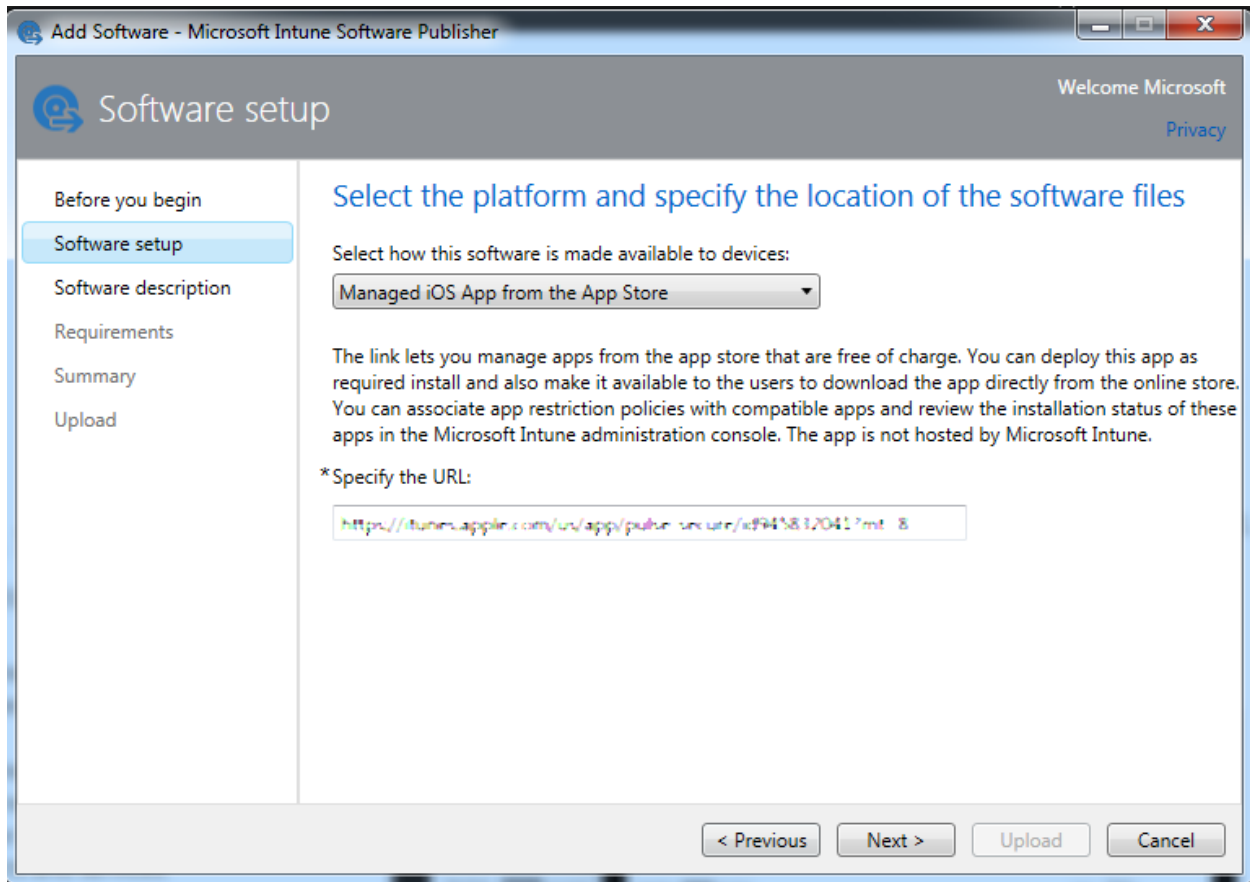 Add Software - Microsoft Intune Software Publisher
Software setup
Welcome Microsoft
Privacy
Before you begin
Software setup
Software description
Requirements
Summary
Upload
Select the platform and specify the location of the software files
Select how this software is made available to devices:
Managed iOS App from the App Store
The link lets you manage apps from the app store that are free of charge. You can deploy this app as
required install and also make it available to the users to download the app directly from the online store.
You can associate app restriction policies with compatible apps and review the installation status of these
apps in the Microsoft Intune administration console. The app is not hosted by Microsoft Intune.
*Specify the URL:
< Previous
Next >
Upload
Cancel